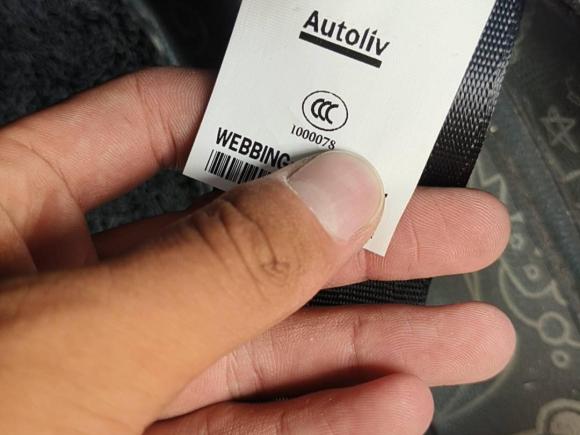 Autoliv
CCC
1000078
WEBBING